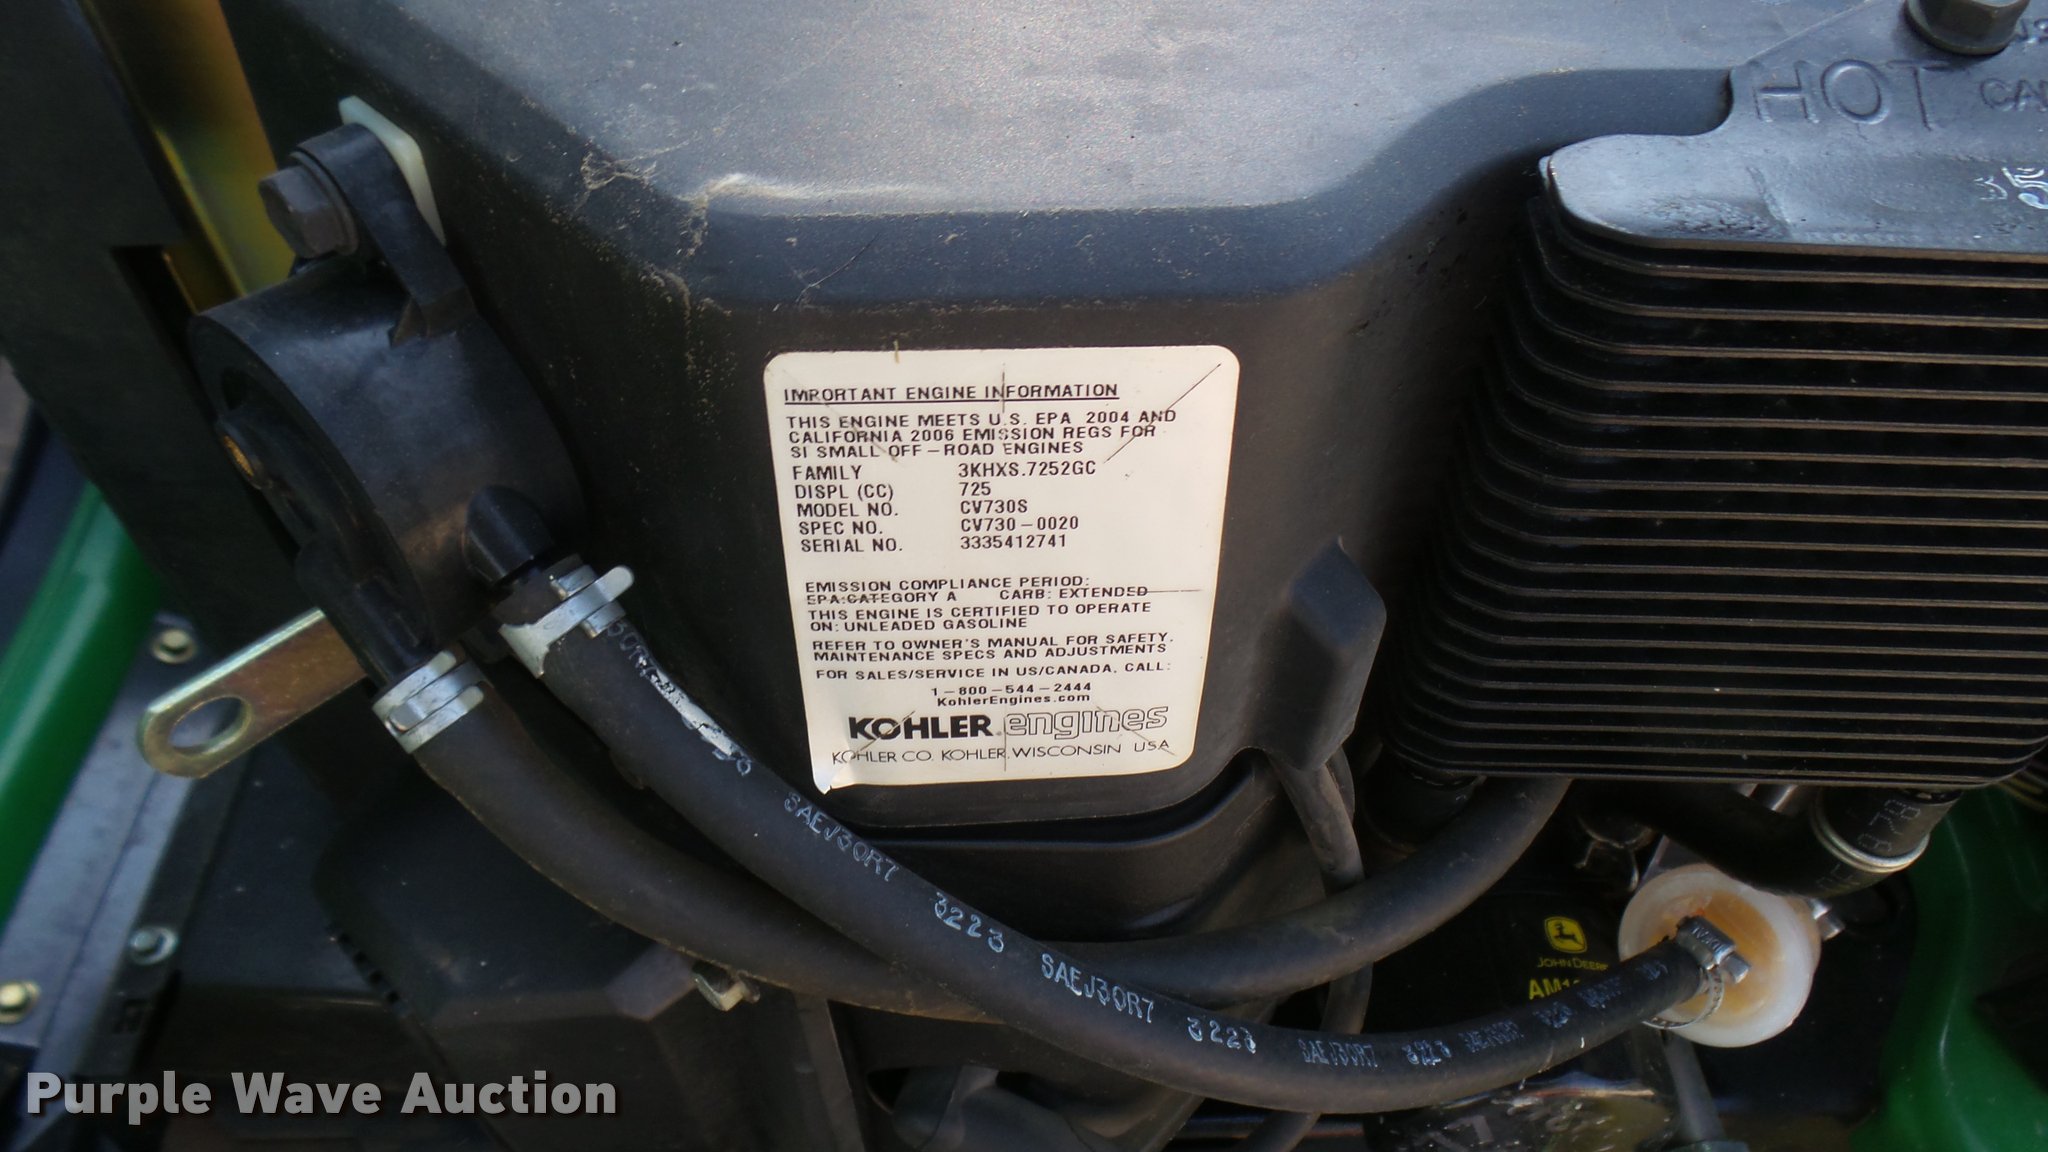 HOT
IMPORTANT ENGINE INFORMATION
THIS ENGINE MEETS U.S. EPA 2004 AND
CALIFORNIA 2006 EMISSION REGS FOR
SI SMALL OFF-ROAD ENGINES
FAMILY 3KHXS.7252GC
DISPL (CC) 725
MODEL NO. CV730S
SPEC NO. CV730-0020
SERIAL NO. 3335412741
EMISSION COMPLIANCE PERIOD:
EPA: CATEGORY A CARB: EXTENDED
THIS ENGINE IS CERTIFIED TO OPERATE
ON: UNLEADED GASOLINE
REFER TO OWNER'S MANUAL FOR SAFETY,
MAINTENANCE SPECS AND ADJUSTMENTS
FOR SALES/SERVICE IN US/CANADA, CALL:
1-800-544-2444
KohlerEngines.com
KOHLER engines
KOHLER CO. KOHLER, WISCONSIN USA
SAEJ30R7 3223 SAEJ30R7 3223 SAEJ30R7 3223 SAEJ30R7
JOHN DEERE
Purple Wave Auction